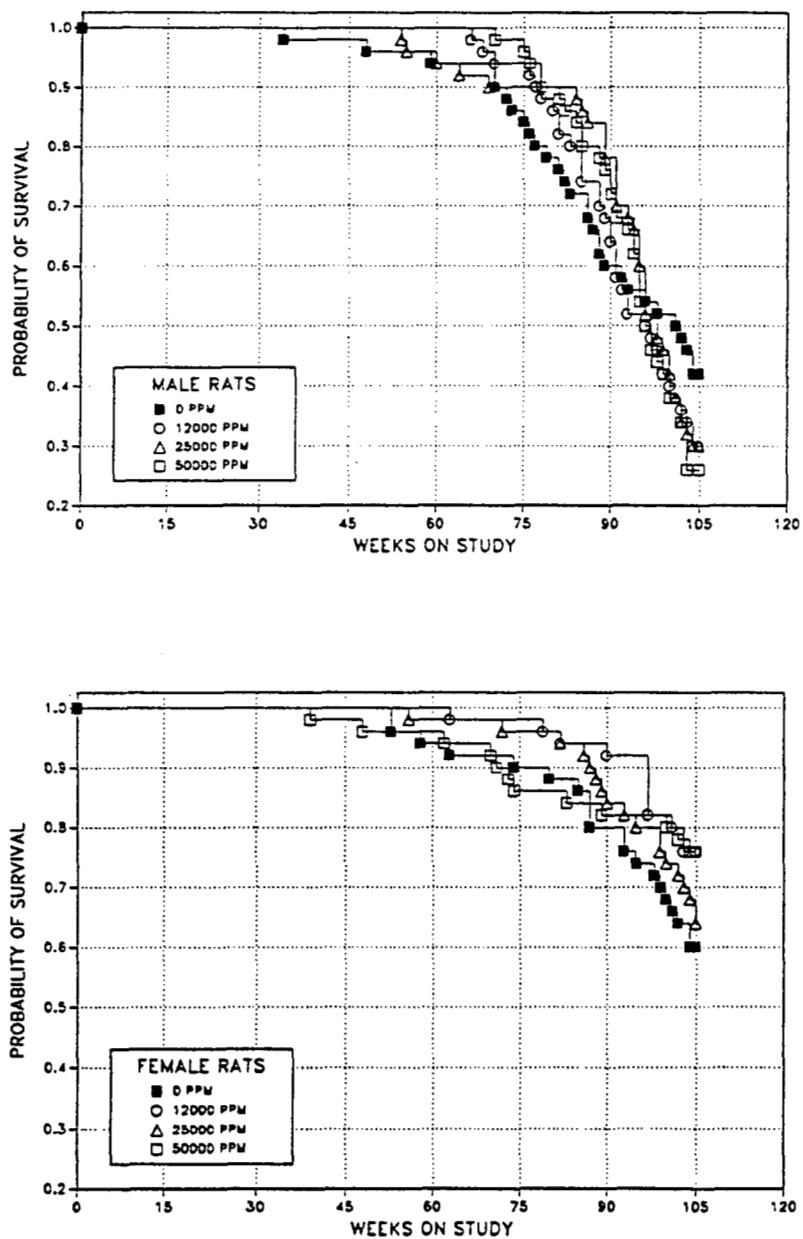 PROBABILITY OF SURVIVAL
1.0
0.9
0.8
0.7
0.6
0.5
0.4
0.3
0.2
MALE RATS
0 PPM
12000 PPM
25000 PPM
50000 PPM
0 15 30 45 60 75 90 105 120
WEEKS ON STUDY
PROBABILITY OF SURVIVAL
1.0
0.9
0.8
0.7
0.6
0.5
0.4
0.3
0.2
FEMALE RATS
0 PPM
12000 PPM
25000 PPM
50000 PPM
0 15 30 45 60 75 90 105 120
WEEKS ON STUDY